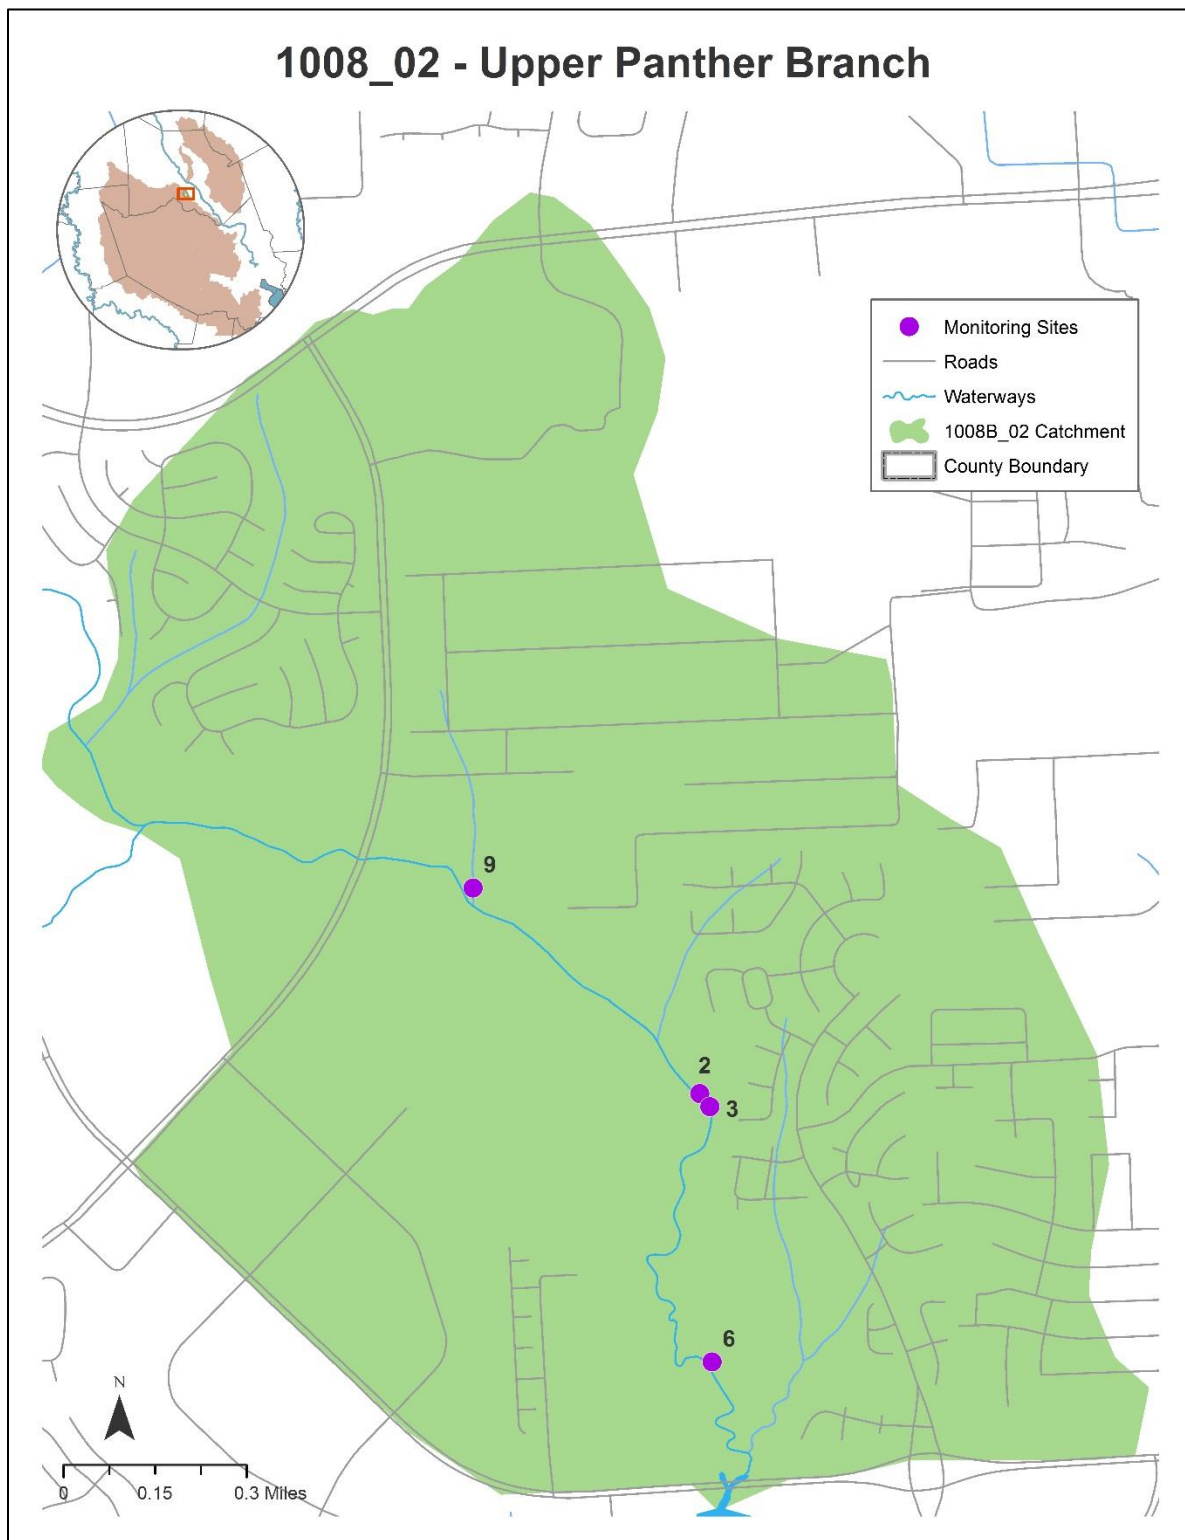 1008_02 - Upper Panther Branch
Monitoring Sites
Roads
Waterways
1008B_02 Catchment
County Boundary
9
2
3
6
N
0 0.15 0.3 Miles